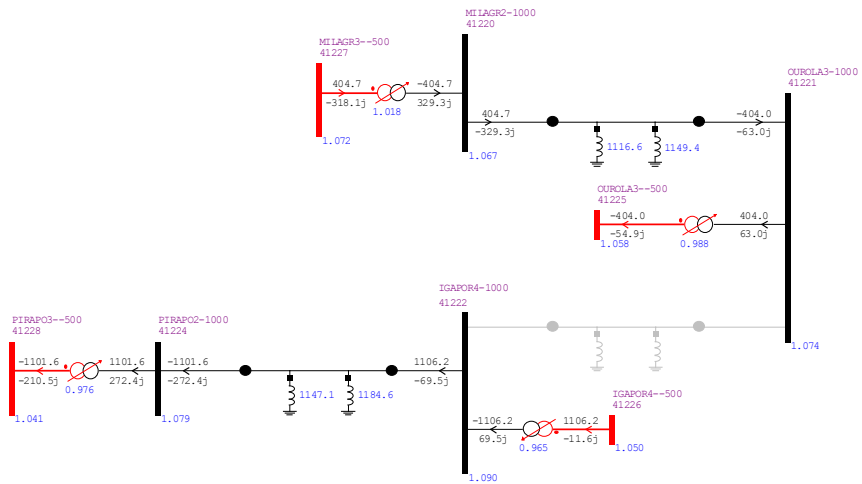 MILAGR2-1000
41220
MILAGR3--500
41227
404.7
-318.1j
1.018
-404.7
329.3j
1.072
1.067
404.7
-329.3j
1116.6
1149.4
OUROLA3-1000
41221
-404.0
-63.0j
OUROLA3--500
41225
-404.0
-54.9j
1.058
0.988
404.0
63.0j
1.074
IGAPOR4-1000
41222
PIRAPO3--500
41228
-1101.6
-210.5j
0.976
1.041
PIRAPO2-1000
41224
1101.6
272.4j
-1101.6
-272.4j
1.079
1147.1
1184.6
1106.2
-69.5j
IGAPOR4--500
41226
-1106.2
69.5j
0.965
1106.2
-11.6j
1.050
1.090